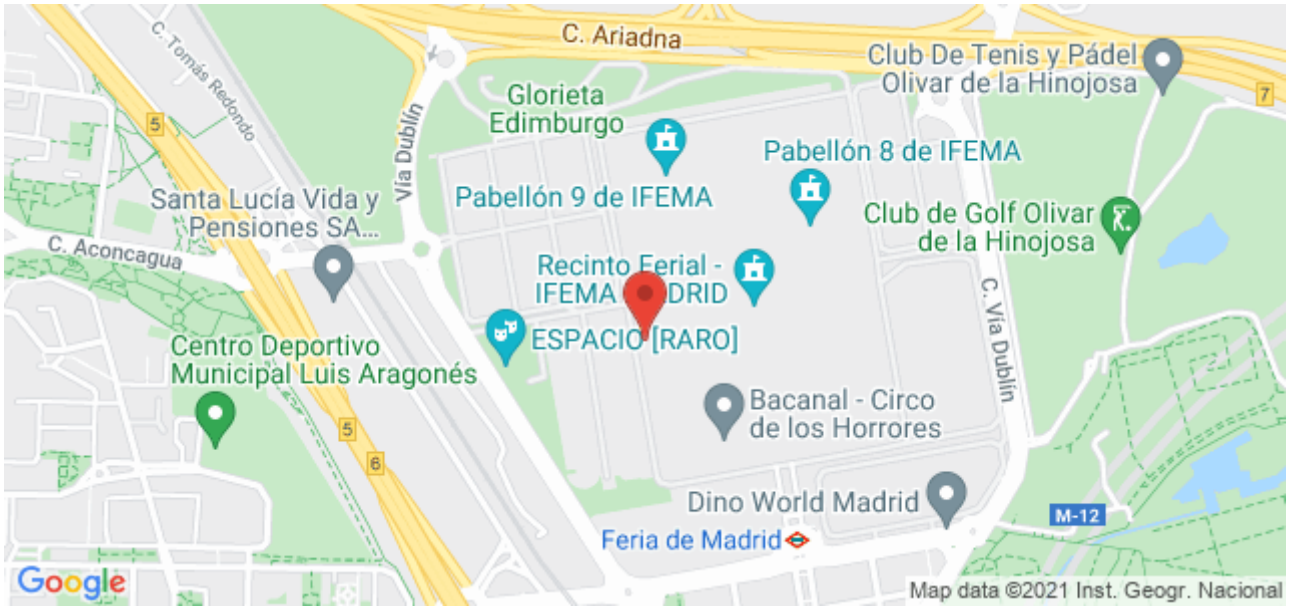 C. Ariadna
C. Tomás Redondo
Club De Tenis y Pádel
Olivar de la Hinojosa
7
5
Glorieta
Edimburgo
Vía Dublín
Pabellón 8 de IFEMA
Pabellón 9 de IFEMA
Santa Lucía Vida y
Pensiones SA...
C. Aconcagua
Club de Golf Olivar
de la Hinojosa
Recinto Ferial -
IFEMA DRID
C. Vía Dublín
ESPACIO [RARO]
Centro Deportivo
Municipal Luis Aragonés
Bacanal - Circo
de los Horrores
5
6
Dino World Madrid
M-12
Feria de Madrid
Google
Map data ©2021 Inst. Geogr. Nacional